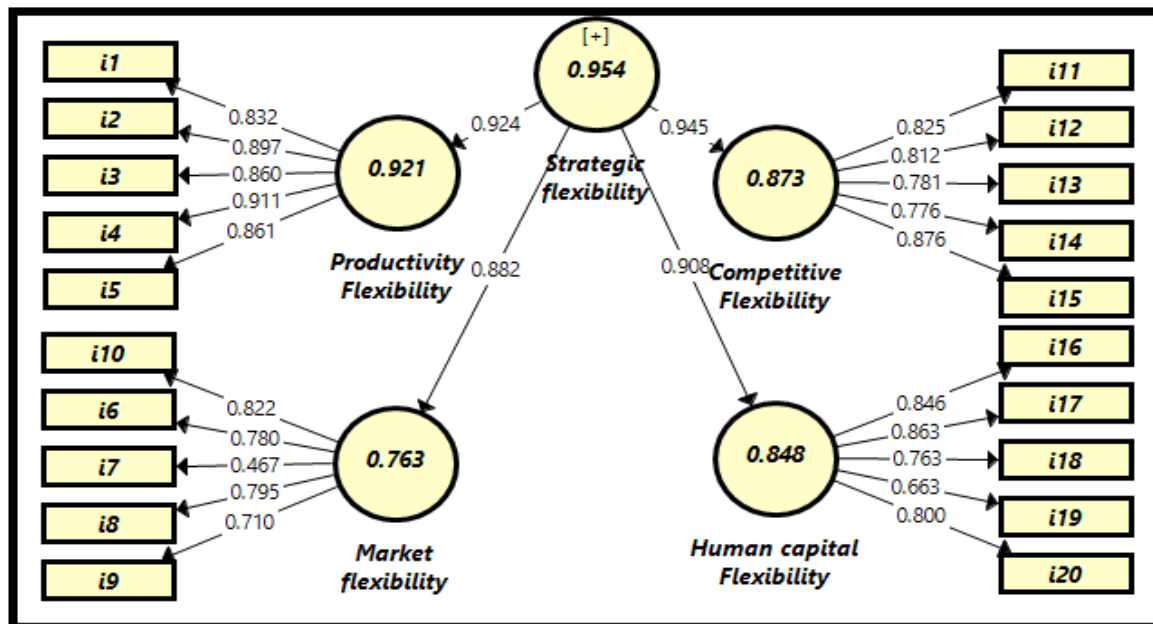 [+]
0.954
Strategic
flexibility
0.924
0.945
0.882
0.908
i1
i2
i3
i4
i5
0.832
0.897
0.860
0.911
0.861
0.921
Productivity
Flexibility
i10
i6
i7
i8
i9
0.822
0.780
0.467
0.795
0.710
0.763
Market
flexibility
0.873
Competitive
Flexibility
0.825
0.812
0.781
0.776
0.876
i11
i12
i13
i14
i15
0.848
Human capital
Flexibility
0.846
0.863
0.763
0.663
0.800
i16
i17
i18
i19
i20